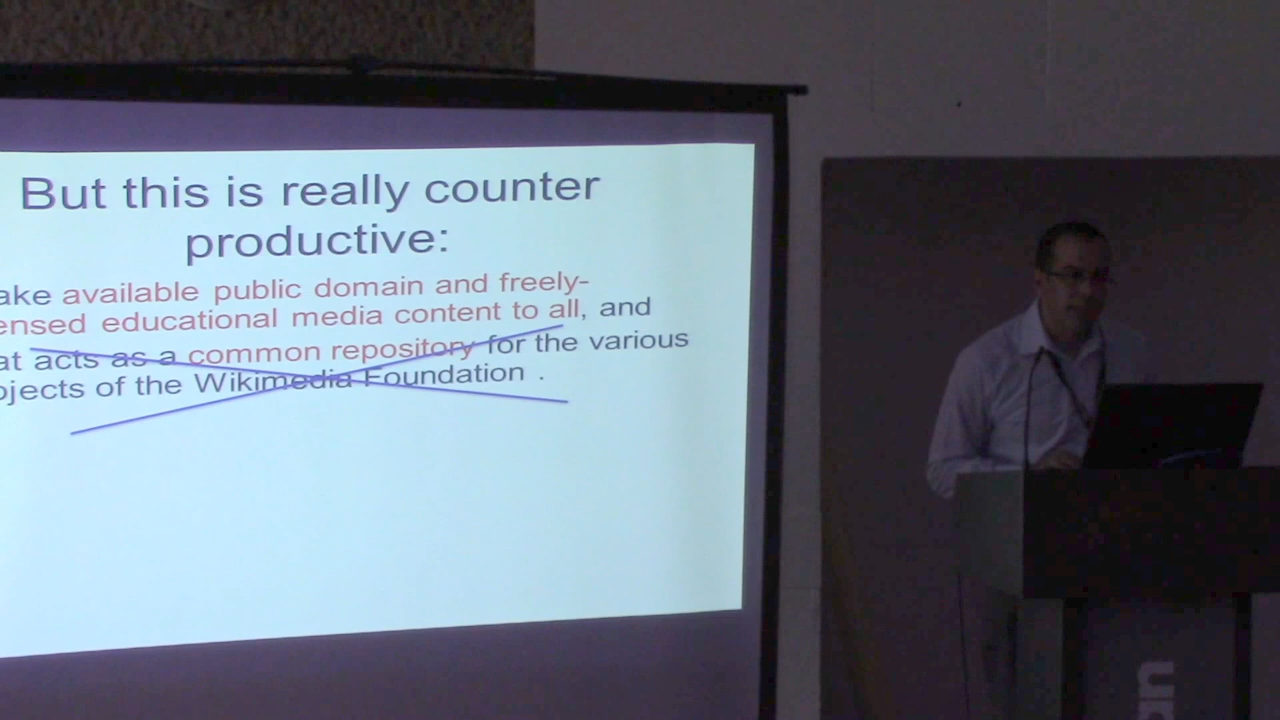 But this is really counter
productive:
ake available public domain and freely-
ensed educational media content to all, and
at acts as a common repository for the various
ojects of the Wikimedia Foundation .
an